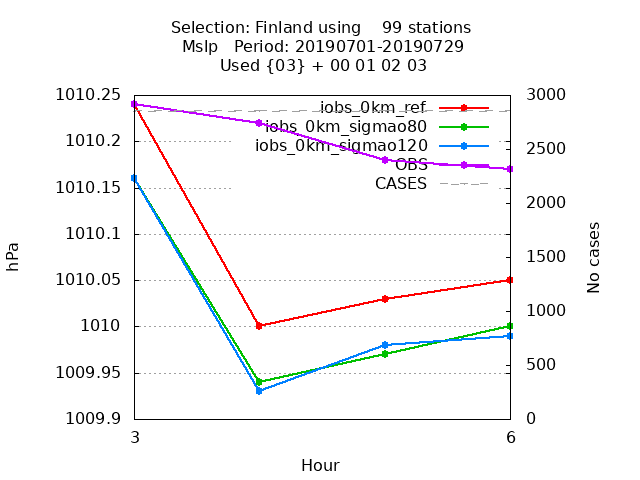 Selection: Finland using    99 stations
Mslp   Period: 20190701-20190729
Used {03} + 00 01 02 03
1010.25
1010.2
1010.15
1010.1
1010.05
1010
1009.95
1009.9
hPa
iobs_0km_ref
iobs_0km_sigmao80
iobs_0km_sigmao120
OBS
CASES
3000
2500
2000
1500
1000
500
0
No cases
3
6
Hour